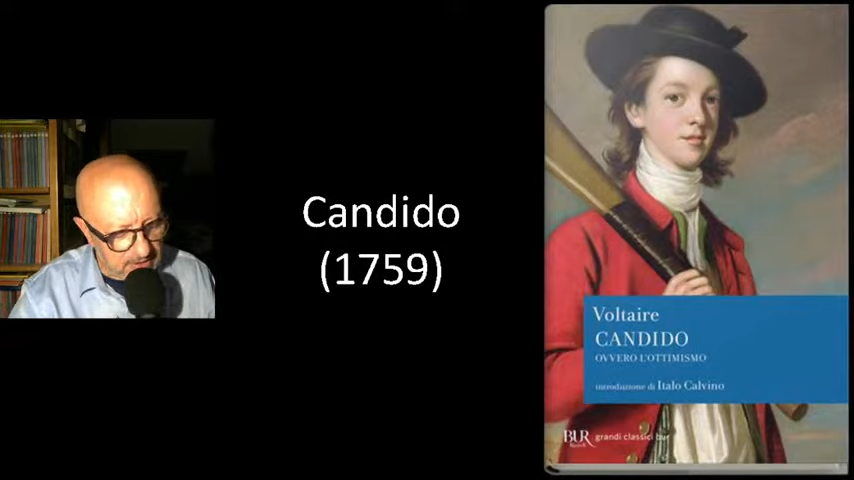 Candido
(1759)
Voltaire
CANDIDO
OVVERO L'OTTIMISMO
introduzione di Italo Calvino
BUR grandi classici bur